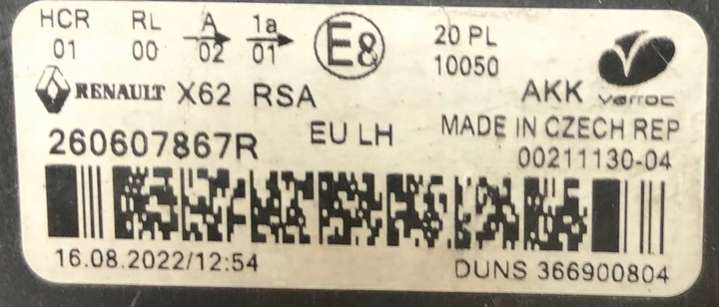 HCR RL A 1a E8 20 PL
01 00 02 01 10050
RENAULT X62 RSA AKK varroc
260607867R EU LH MADE IN CZECH REP
00211130-04
16.08.2022/12:54 DUNS 366900804